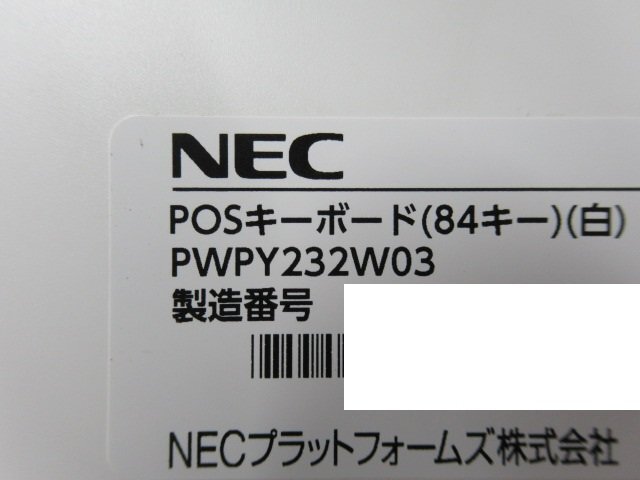 NEC
POSキーボード(84キー)(白)
PWPY232W03
製造番号
NECプラットフォームズ株式会社